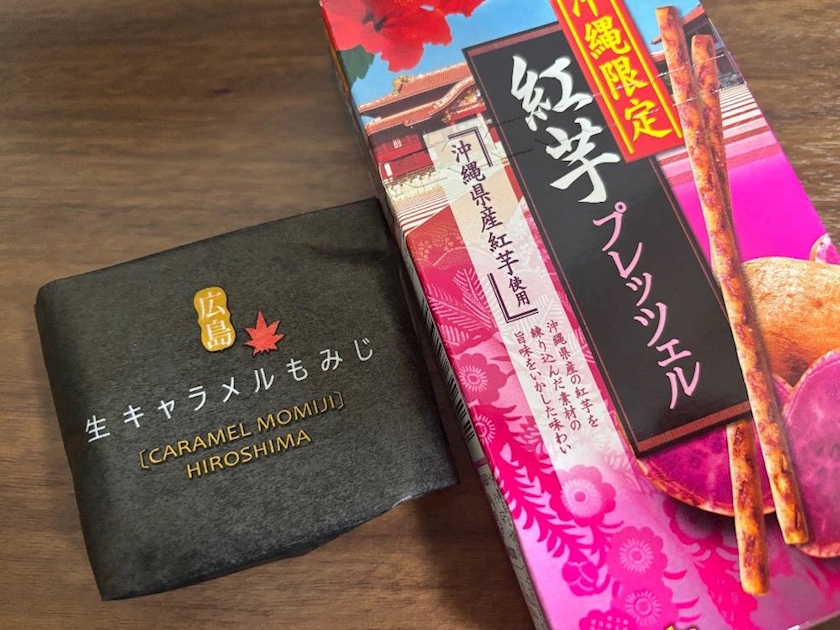 広島
生キャラメルもみじ
[CARAMEL MOMIJI]
HIROSHIMA
沖縄限定
紅芋
プレッツェル
沖縄県産紅芋使用
沖縄県産の紅芋を
練り込んだ素材の
旨味をいかした味わい